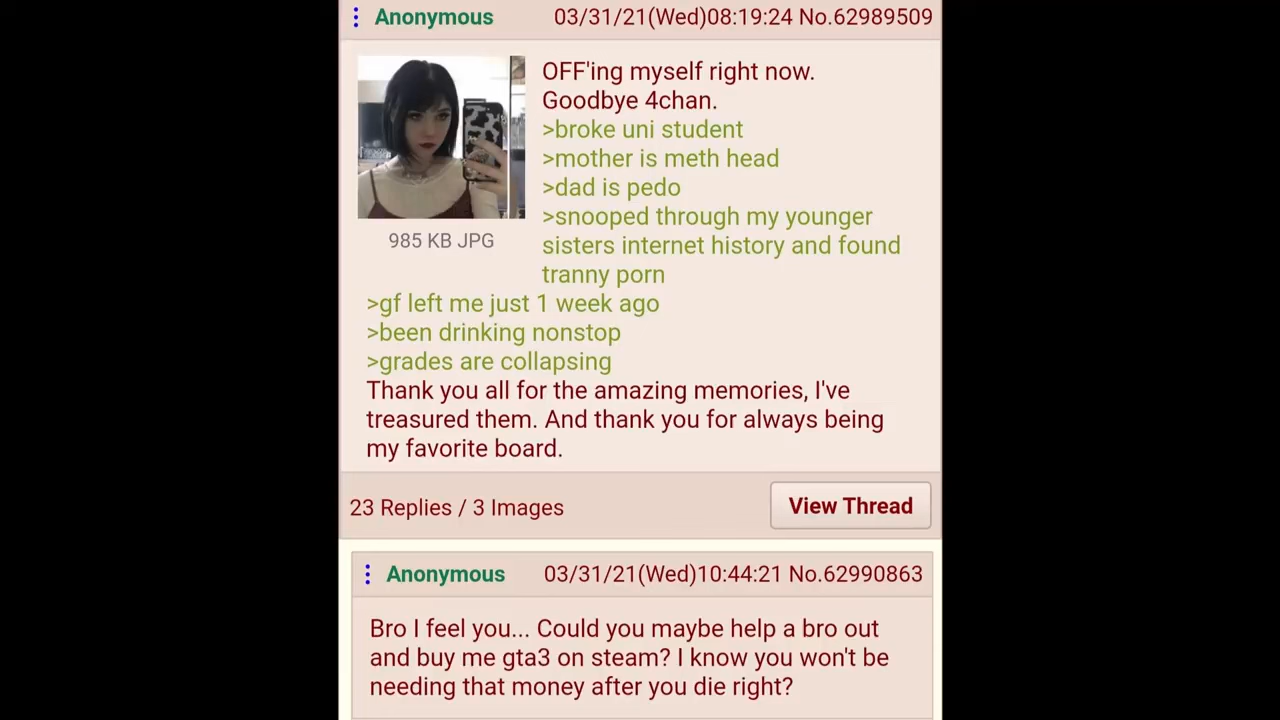 Anonymous 03/31/21(Wed)08:19:24 No.62989509
OFF'ing myself right now.
Goodbye 4chan.
>broke uni student
>mother is meth head
>dad is pedo
>snooped through my younger
sisters internet history and found
tranny porn
985 KB JPG
>gf left me just 1 week ago
>been drinking nonstop
>grades are collapsing
Thank you all for the amazing memories, I've
treasured them. And thank you for always being
my favorite board.
23 Replies / 3 Images View Thread
Anonymous 03/31/21(Wed)10:44:21 No.62990863
Bro I feel you... Could you maybe help a bro out
and buy me gta3 on steam? I know you won't be
needing that money after you die right?